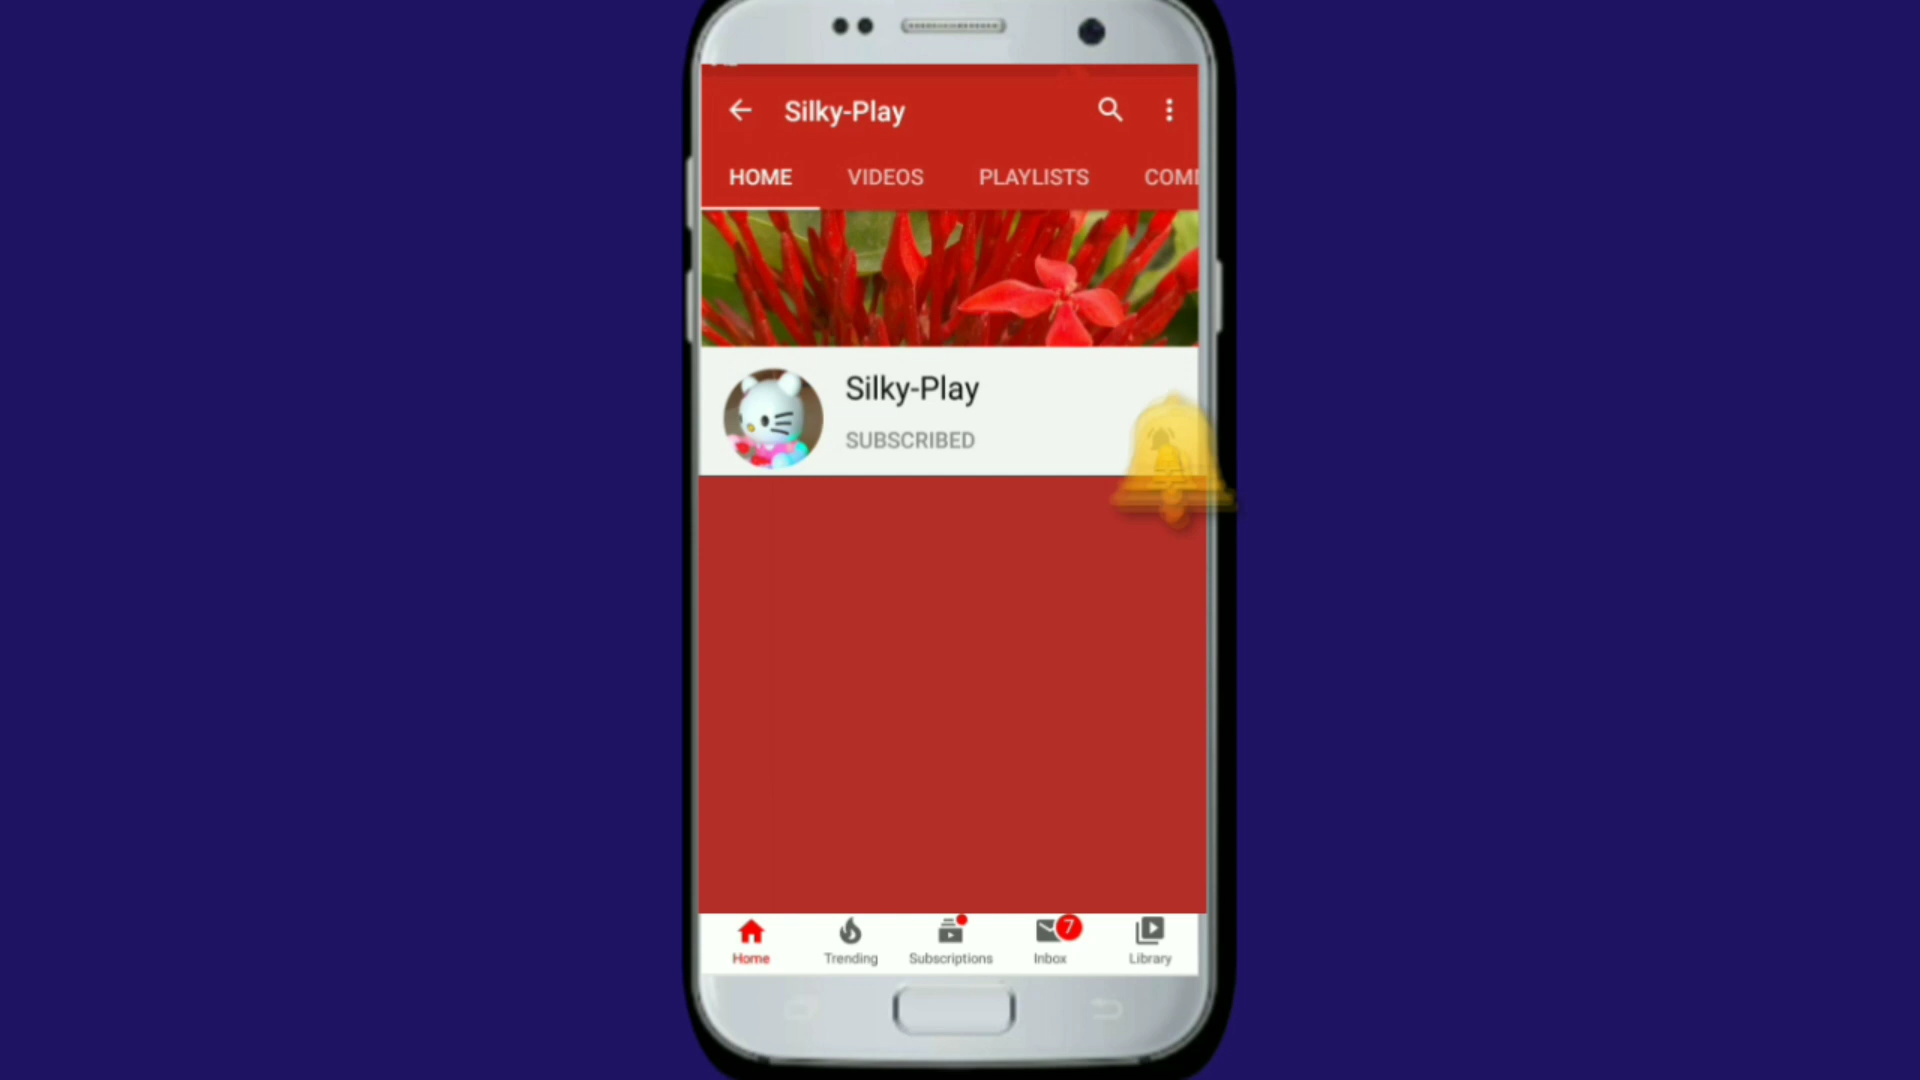 Silky-Play
HOME VIDEOS PLAYLISTS COM
Silky-Play
SUBSCRIBED
7
Home Trending Subscriptions Inbox Library